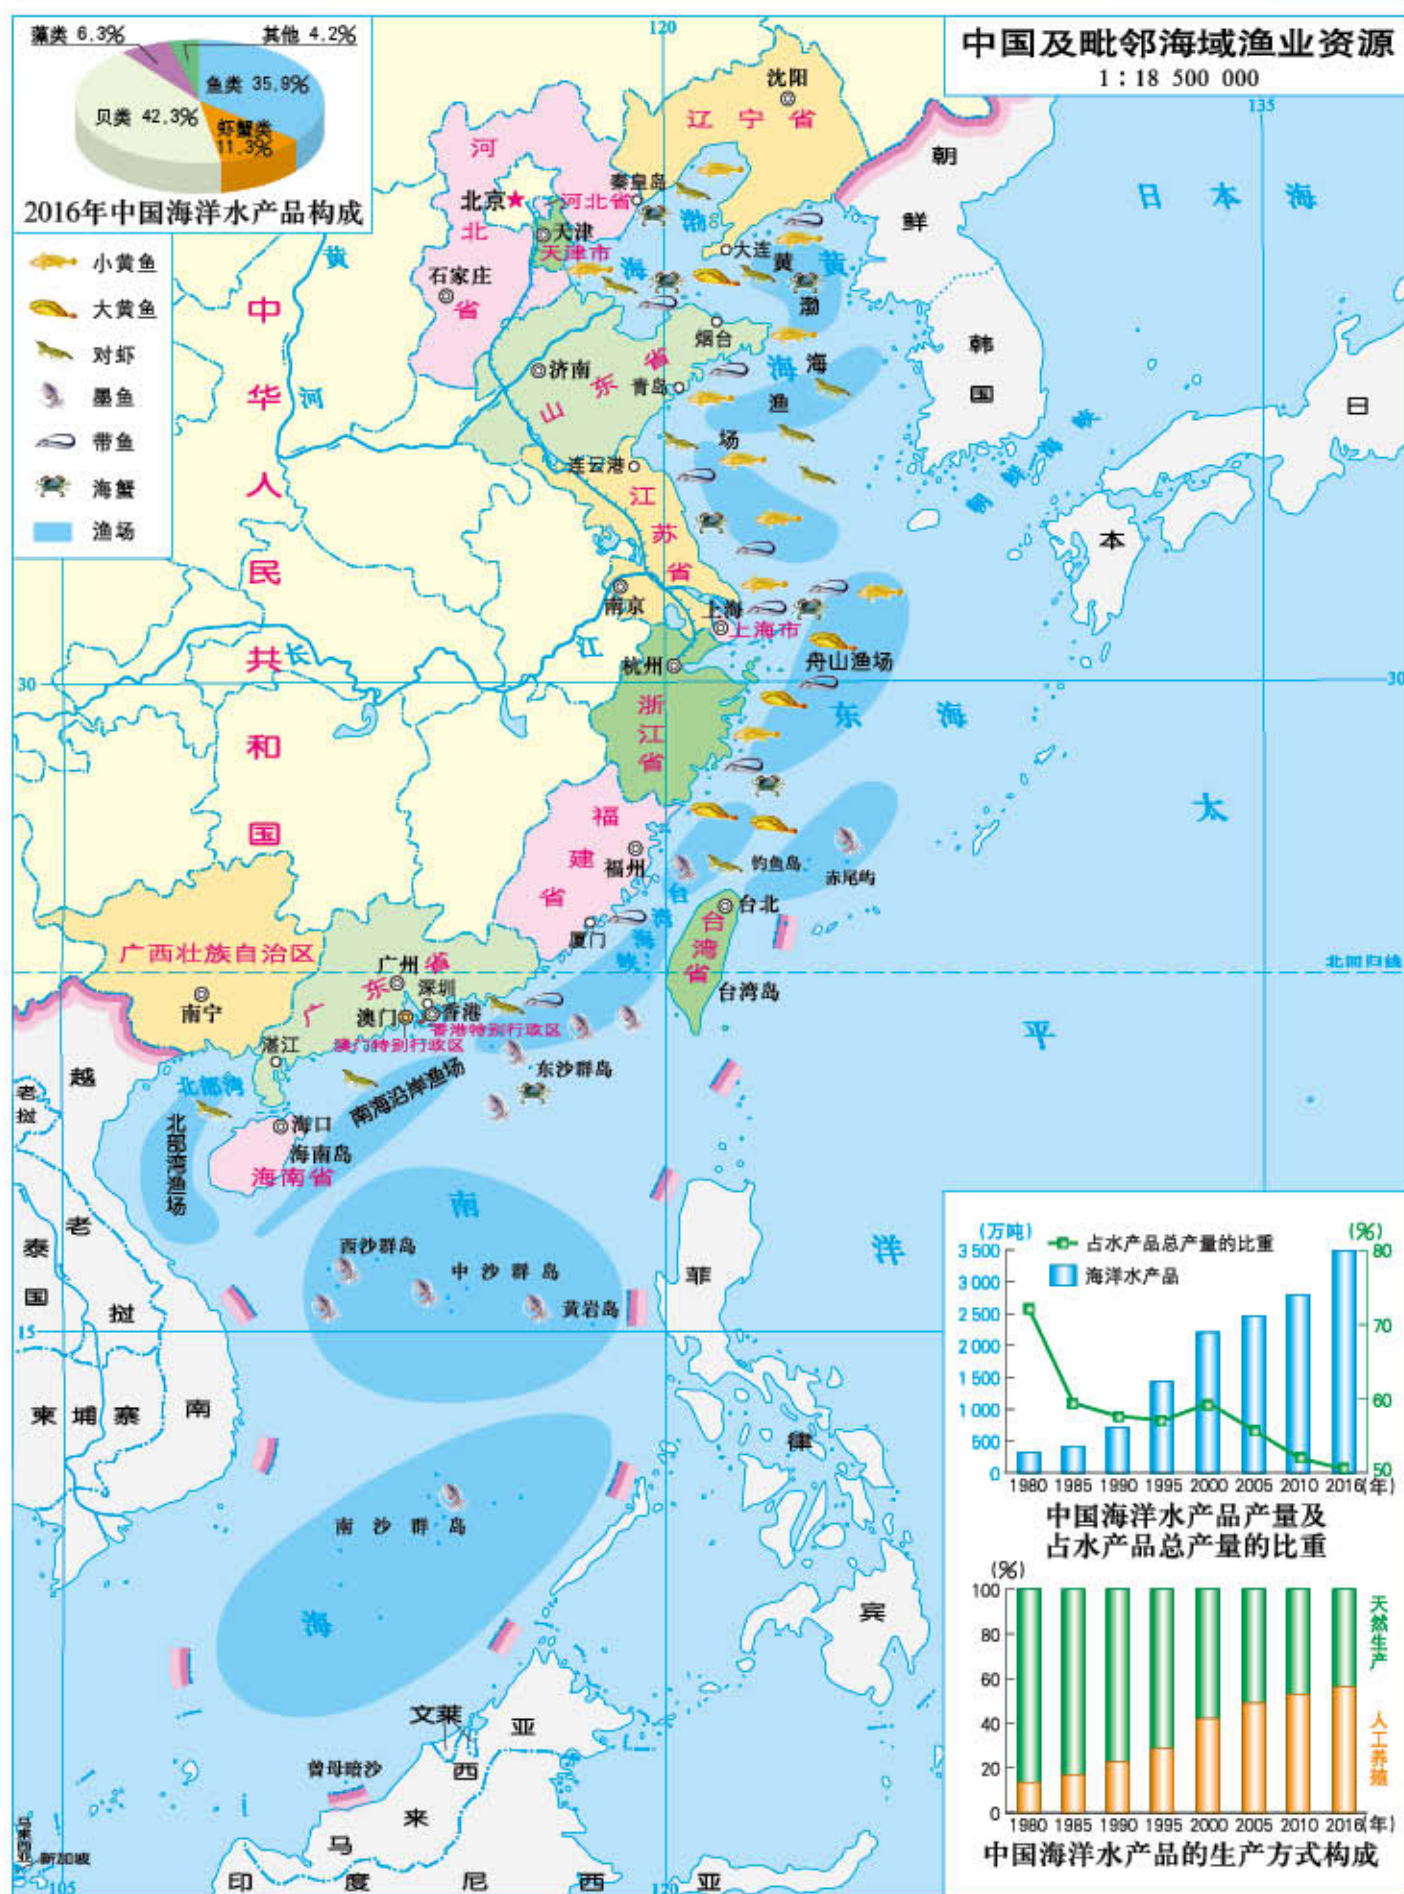 藻类 6.3%
其他 4.2%
鱼类 35.9%
贝类 42.3%
虾蟹类
11.3%
2016年中国海洋水产品构成
中国及毗邻海域渔业资源
1：18 500 000
小黄鱼
大黄鱼
对虾
墨鱼
带鱼
海蟹
渔场
120
135
沈阳
辽宁省
朝鲜
日本海
河北省
秦皇岛
北京
河北省
渤海
天津
天津市
大连
黄海
黄渤海渔场
石家庄
黄河
中华人民共和国
烟台
济南
山东省
青岛
韩国
日本
朝鲜海峡
连云港
江苏省
南京
上海
上海市
长江
杭州
舟山渔场
30
30
浙江省
东海
太平洋
福建省
福州
钓鱼岛
赤尾屿
台湾海峡
台北
厦门
台湾省
台湾岛
北回归线
广西壮族自治区
南宁
广东省
广州
深圳
澳门
香港
香港特别行政区
澳门特别行政区
湛江
东沙群岛
南海沿岸渔场
越南
老挝
北部湾
北部湾渔场
海口
海南岛
海南省
南海
西沙群岛
中沙群岛
黄岩岛
15
泰国
老挝
柬埔寨
菲律宾
南沙群岛
文莱
曾母暗沙
马来西亚
马来西亚
新加坡
105
120
印度尼西亚
(万吨)
(%)
占水产品总产量的比重
海洋水产品
3 500
3 000
2 500
2 000
1 500
1 000
500
0
80
70
60
50
1980 1985 1990 1995 2000 2005 2010 2016(年)
中国海洋水产品产量及
占水产品总产量的比重
(%)
100
80
60
40
20
0
天然生产
人工养殖
1980 1985 1990 1995 2000 2005 2010 2016(年)
中国海洋水产品的生产方式构成